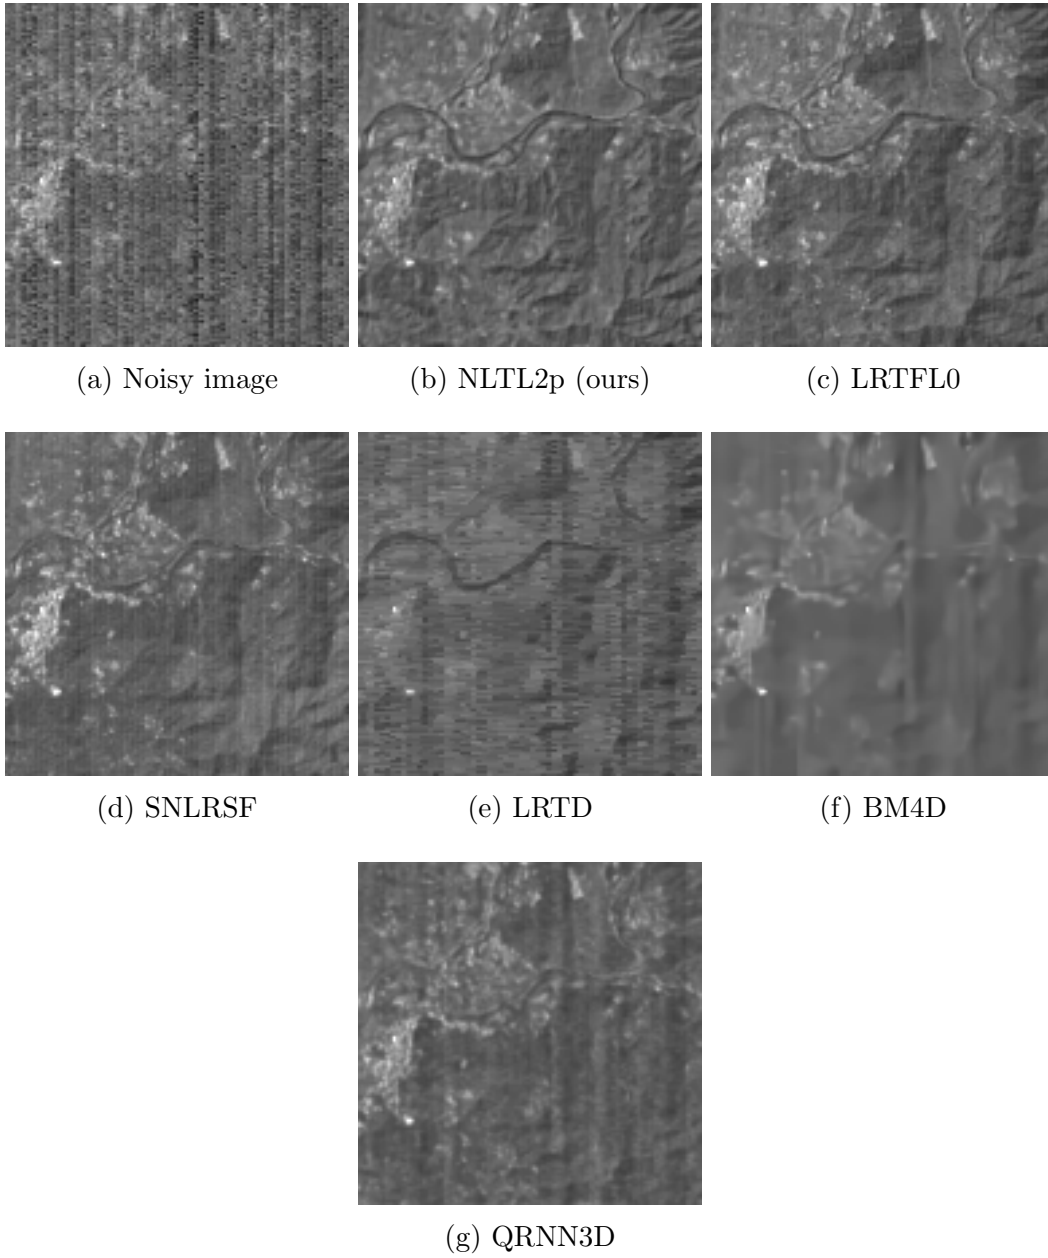 (a) Noisy image
(b) NLTL2p (ours)
(c) LRTFL0
(d) SNLRSF
(e) LRTD
(f) BM4D
(g) QRNN3D